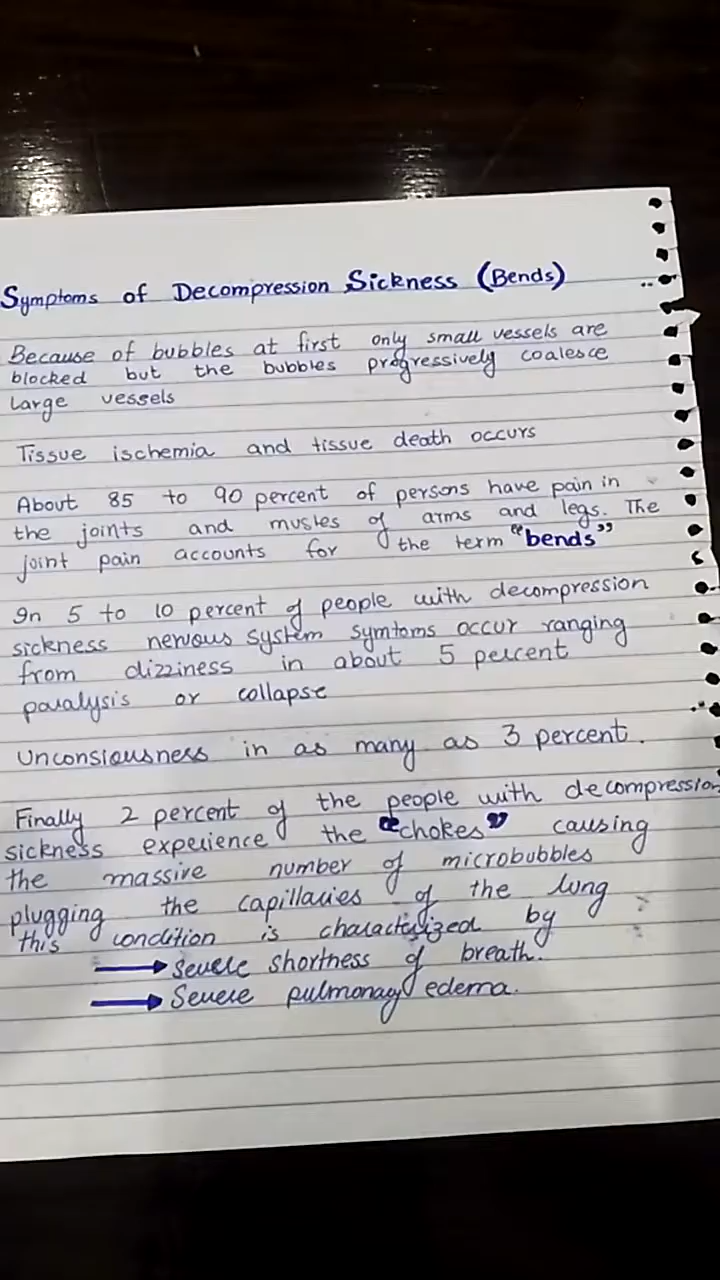 Symptoms of Decompression Sickness (Bends)
Because of bubbles at first only small vessels are
blocked but the bubbles progressively coalesce
large vessels
Tissue ischemia and tissue death occurs
About 85 to 90 percent of persons have pain in
the joints and musles of arms and legs. The
joint pain accounts for the term "bends"
In 5 to 10 percent of people with decompression
sickness nervous system symtoms occur ranging
from dizziness in about 5 percent
paralysis or collapse
Unconsiousness in as many as 3 percent.
Finally 2 percent of the people with decompression
sickness experience the "chokes" causing
the massive number of microbubbles
plugging the capillaries of the lung
this condition is characterized by
→ severe shortness of breath.
→ Severe pulmonary edema.